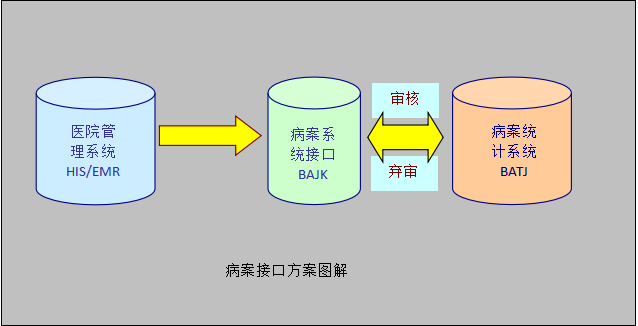 医院管
理系统
HIS/EMR
病案系
统接口
BAJK
审核
弃审
病案统
计系统
BATJ
病案接口方案图解